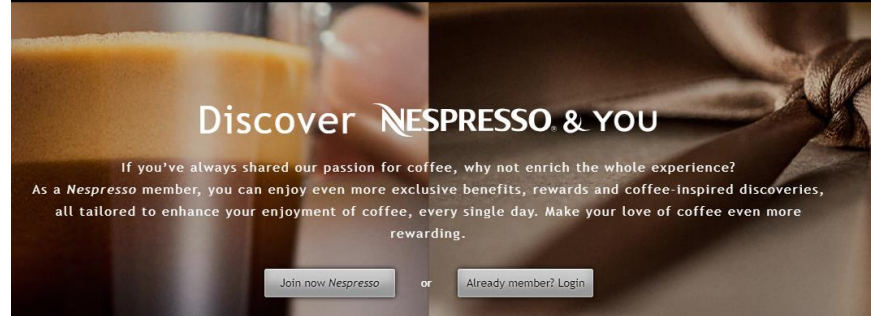 Discover NESPRESSO. & YOU
If you've always shared our passion for coffee, why not enrich the whole experience?
As a Nespresso member, you can enjoy even more exclusive benefits, rewards and coffee-inspired discoveries,
all tailored to enhance your enjoyment of coffee, every single day. Make your love of coffee even more
rewarding.
Join now Nespresso or Already member? Login